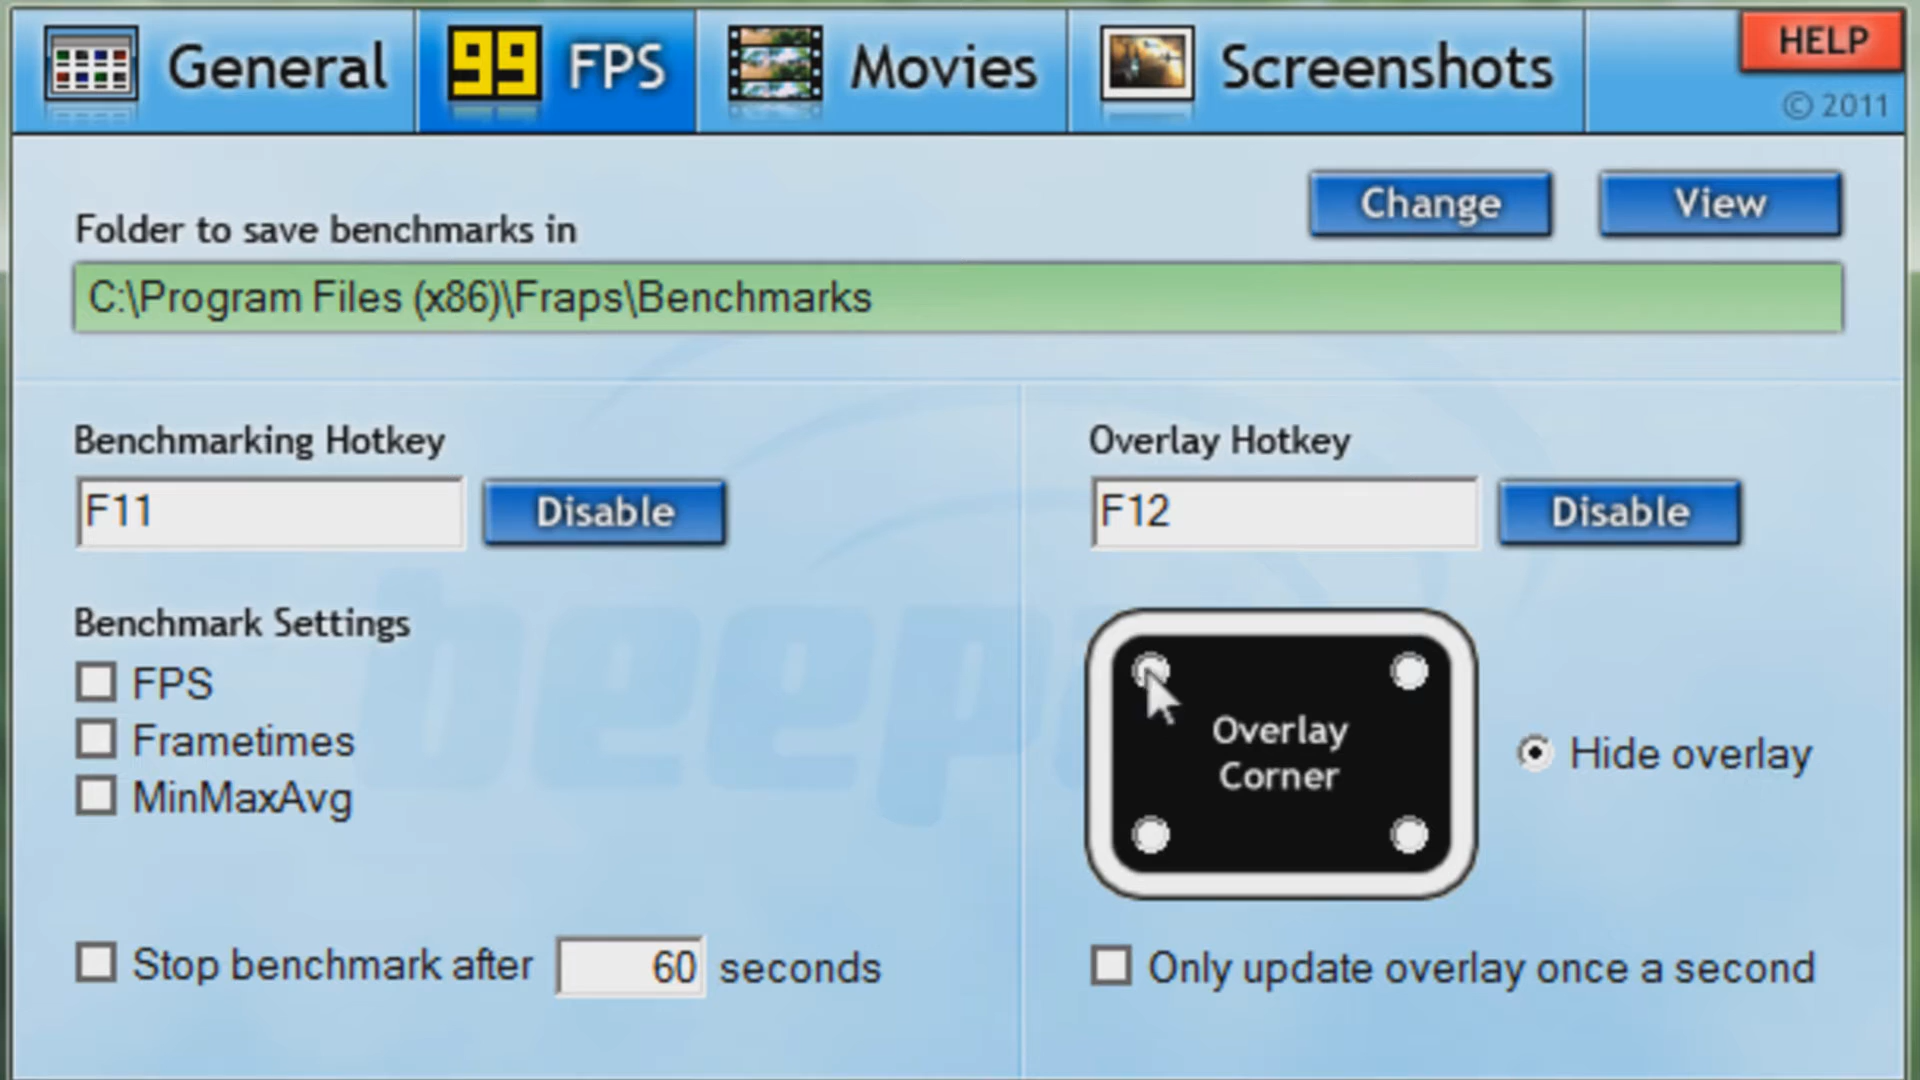 General
99 FPS
Movies
Screenshots
HELP
© 2011
Change
View
Folder to save benchmarks in
C:\Program Files (x86)\Fraps\Benchmarks
Benchmarking Hotkey
F11
Disable
Benchmark Settings
FPS
Frametimes
MinMaxAvg
Stop benchmark after 60 seconds
Overlay Hotkey
F12
Disable
Overlay
Corner
Hide overlay
Only update overlay once a second